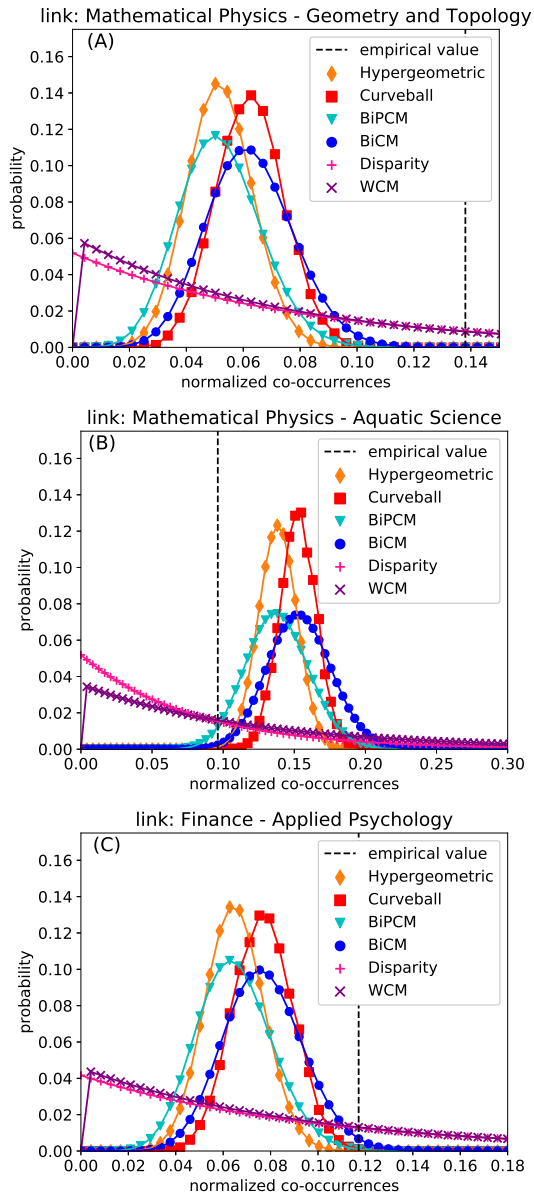 link: Mathematical Physics - Geometry and Topology
(A)
empirical value
Hypergeometric
Curveball
BiPCM
BiCM
Disparity
WCM
probability
0.16
0.14
0.12
0.10
0.08
0.06
0.04
0.02
0.00
0.00 0.02 0.04 0.06 0.08 0.10 0.12 0.14
normalized co-occurrences
link: Mathematical Physics - Aquatic Science
(B)
empirical value
Hypergeometric
Curveball
BiPCM
BiCM
Disparity
WCM
probability
0.16
0.14
0.12
0.10
0.08
0.06
0.04
0.02
0.00
0.00 0.05 0.10 0.15 0.20 0.25 0.30
normalized co-occurrences
link: Finance - Applied Psychology
(C)
empirical value
Hypergeometric
Curveball
BiPCM
BiCM
Disparity
WCM
probability
0.16
0.14
0.12
0.10
0.08
0.06
0.04
0.02
0.00
0.00 0.02 0.04 0.06 0.08 0.10 0.12 0.14 0.16 0.18
normalized co-occurrences